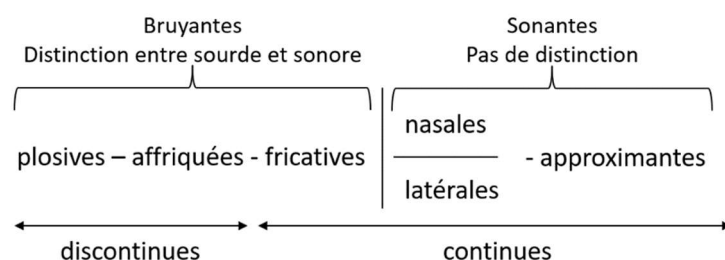 Bruyantes
Distinction entre sourde et sonore
Sonantes
Pas de distinction
plosives – affriquées - fricatives
nasales
latérales
- approximantes
discontinues
continues